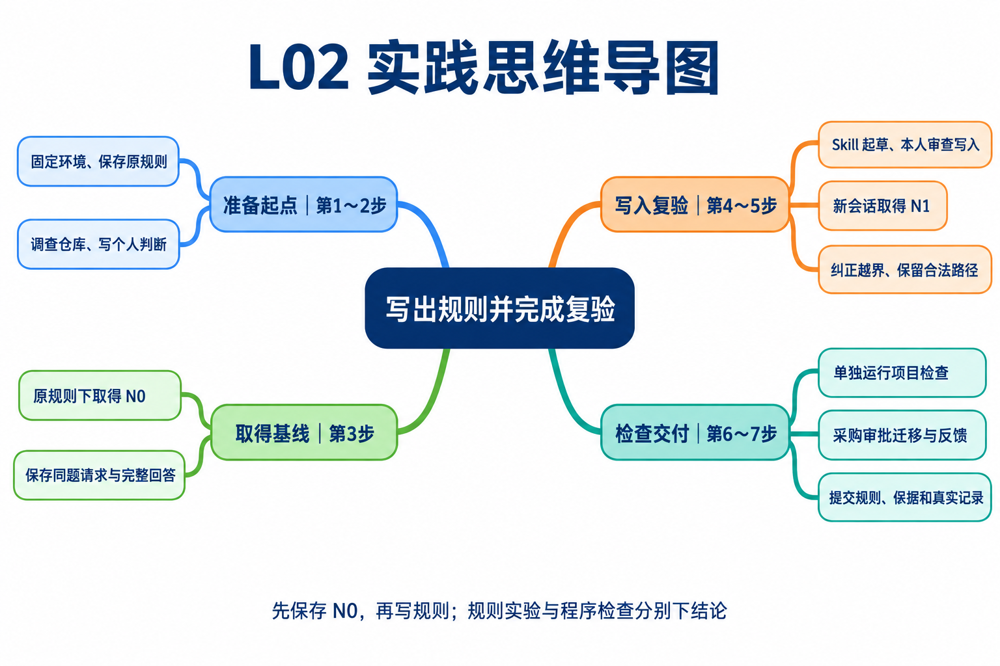 L02 实践思维导图
固定环境、保存原规则
调查仓库、写个人判断
准备起点｜第1～2步
原规则下取得 N0
保存同题请求与完整回答
取得基线｜第3步
写出规则并完成复验
写入复验｜第4～5步
Skill 起草、本人审查写入
新会话取得 N1
纠正越界、保留合法路径
检查交付｜第6～7步
单独运行项目检查
采购审批迁移与反馈
提交规则、依据和真实记录
先保存 N0，再写规则；规则实验与程序检查分别下结论